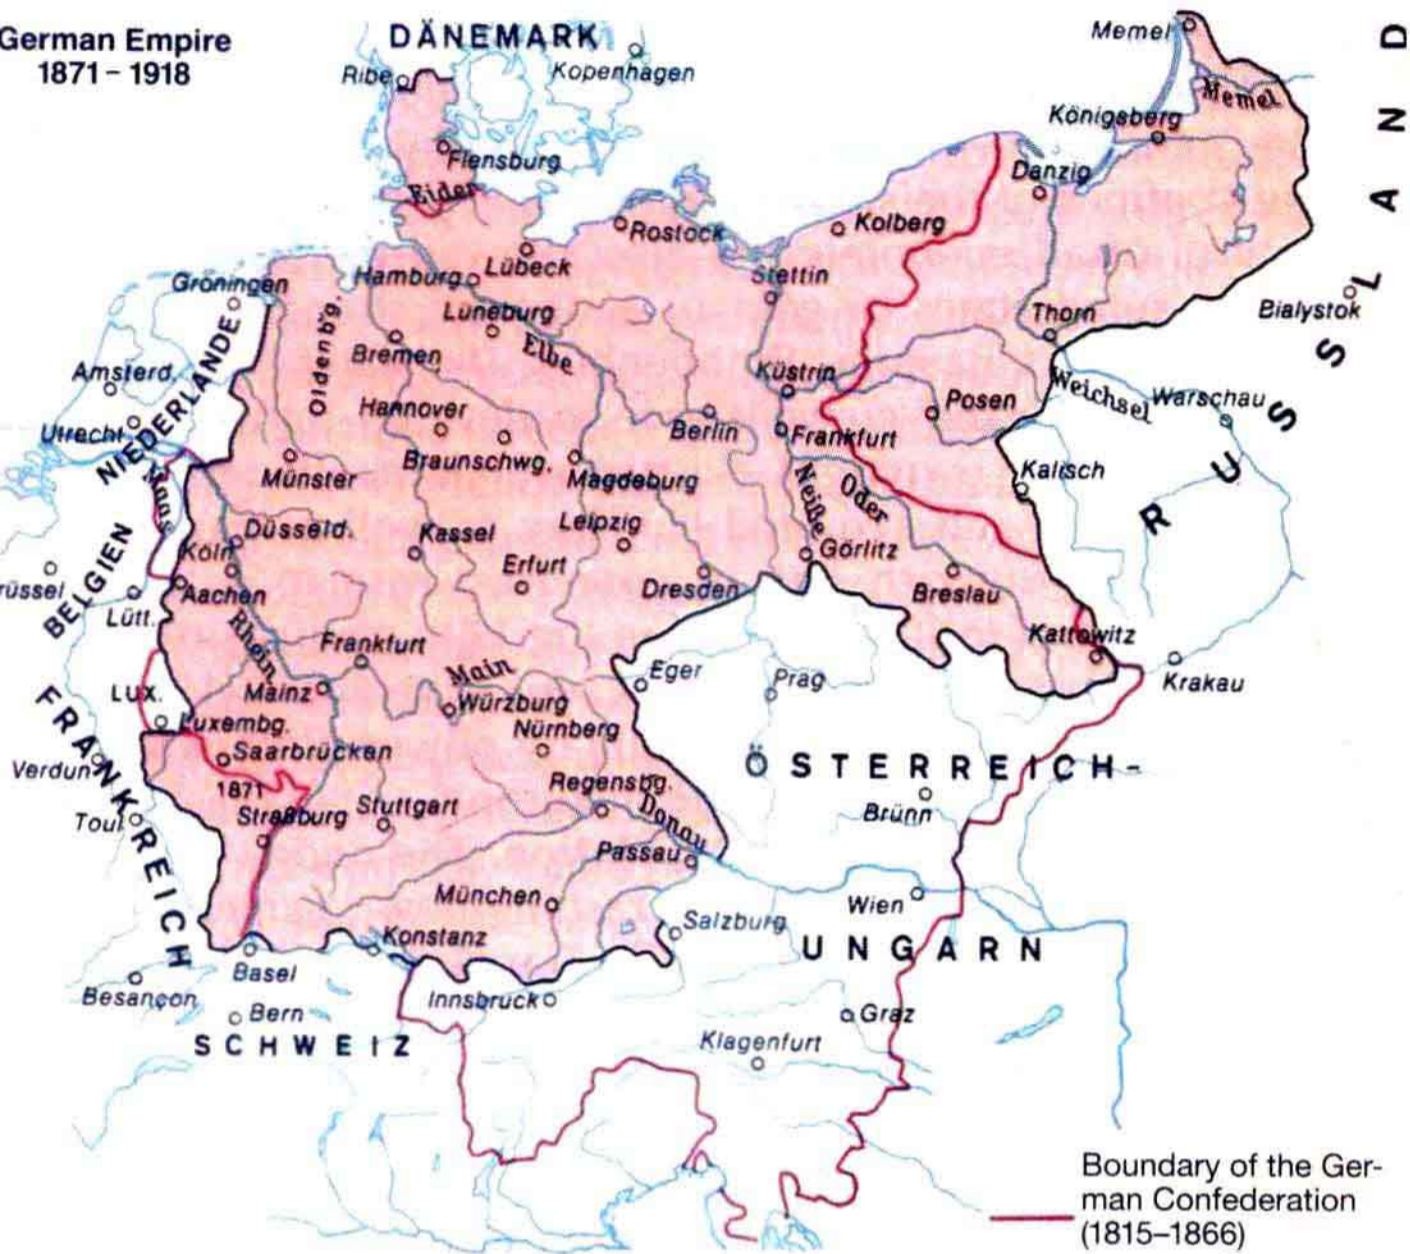 German Empire
1871 – 1918
DÄNEMARK
Kopenhagen
Ribe
Flensburg
Eider
Memel
Memel
Königsberg
Danzig
Kolberg
Rostock
Lübeck
Hamburg
Stettin
Groningen
Lüneburg
Thorn
Bialystok
Oldenbg.
Bremen
Elbe
NIEDERLANDE
Amsterd.
Küstrin
Weichsel
Warschau
Posen
Hannover
Utrecht
Berlin
Frankfurt
Braunschwg.
RUSSLAND
Kalisch
Münster
Magdeburg
Maas
Neiße
Oder
Düsseld.
Kassel
Leipzig
Köln
Görlitz
Erfurt
rüssel
BELGIEN
Aachen
Dresden
Breslau
Lütt.
Rhein
Frankfurt
Kattowitz
Main
Eger
Prag
Krakau
LUX.
Mainz
Würzburg
Luxembg.
Nürnberg
Saarbrücken
FRANKREICH
Verdun
ÖSTERREICH-
1871
Regensbg.
Straßburg
Stuttgart
Donau
Brünn
Toul
Passau
München
Wien
Salzburg
Konstanz
UNGARN
Basel
Besançon
Innsbruck
Bern
Graz
SCHWEIZ
Klagenfurt
Boundary of the Ger-
man Confederation
(1815–1866)